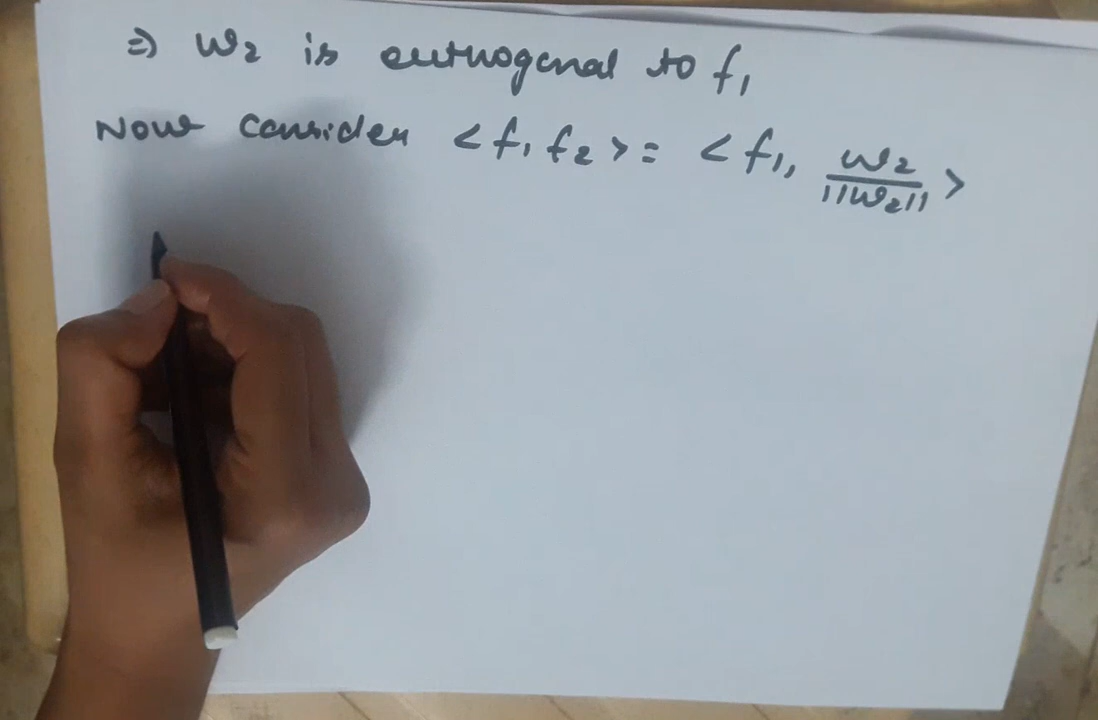 ⇒ w₂ is orthogonal to f₁
Now consider <f₁ f₂> = <f₁, w₂/||w₂||>